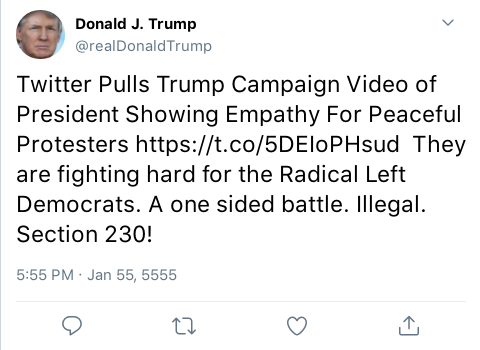 Donald J. Trump
@realDonaldTrump
Twitter Pulls Trump Campaign Video of
President Showing Empathy For Peaceful
Protesters https://t.co/5DEIoPHsud They
are fighting hard for the Radical Left
Democrats. A one sided battle. Illegal.
Section 230!
5:55 PM · Jan 55, 5555